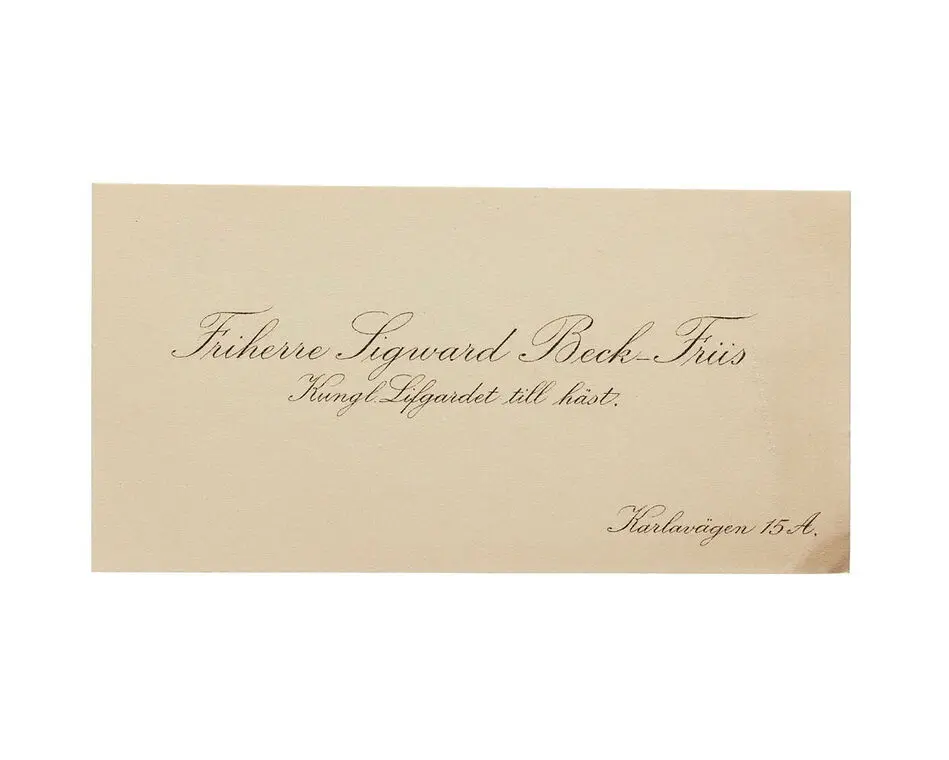 Friherre Sigward Beck-Friis
Kungl. Lifgardet till häst.
Karlavägen 15 A.